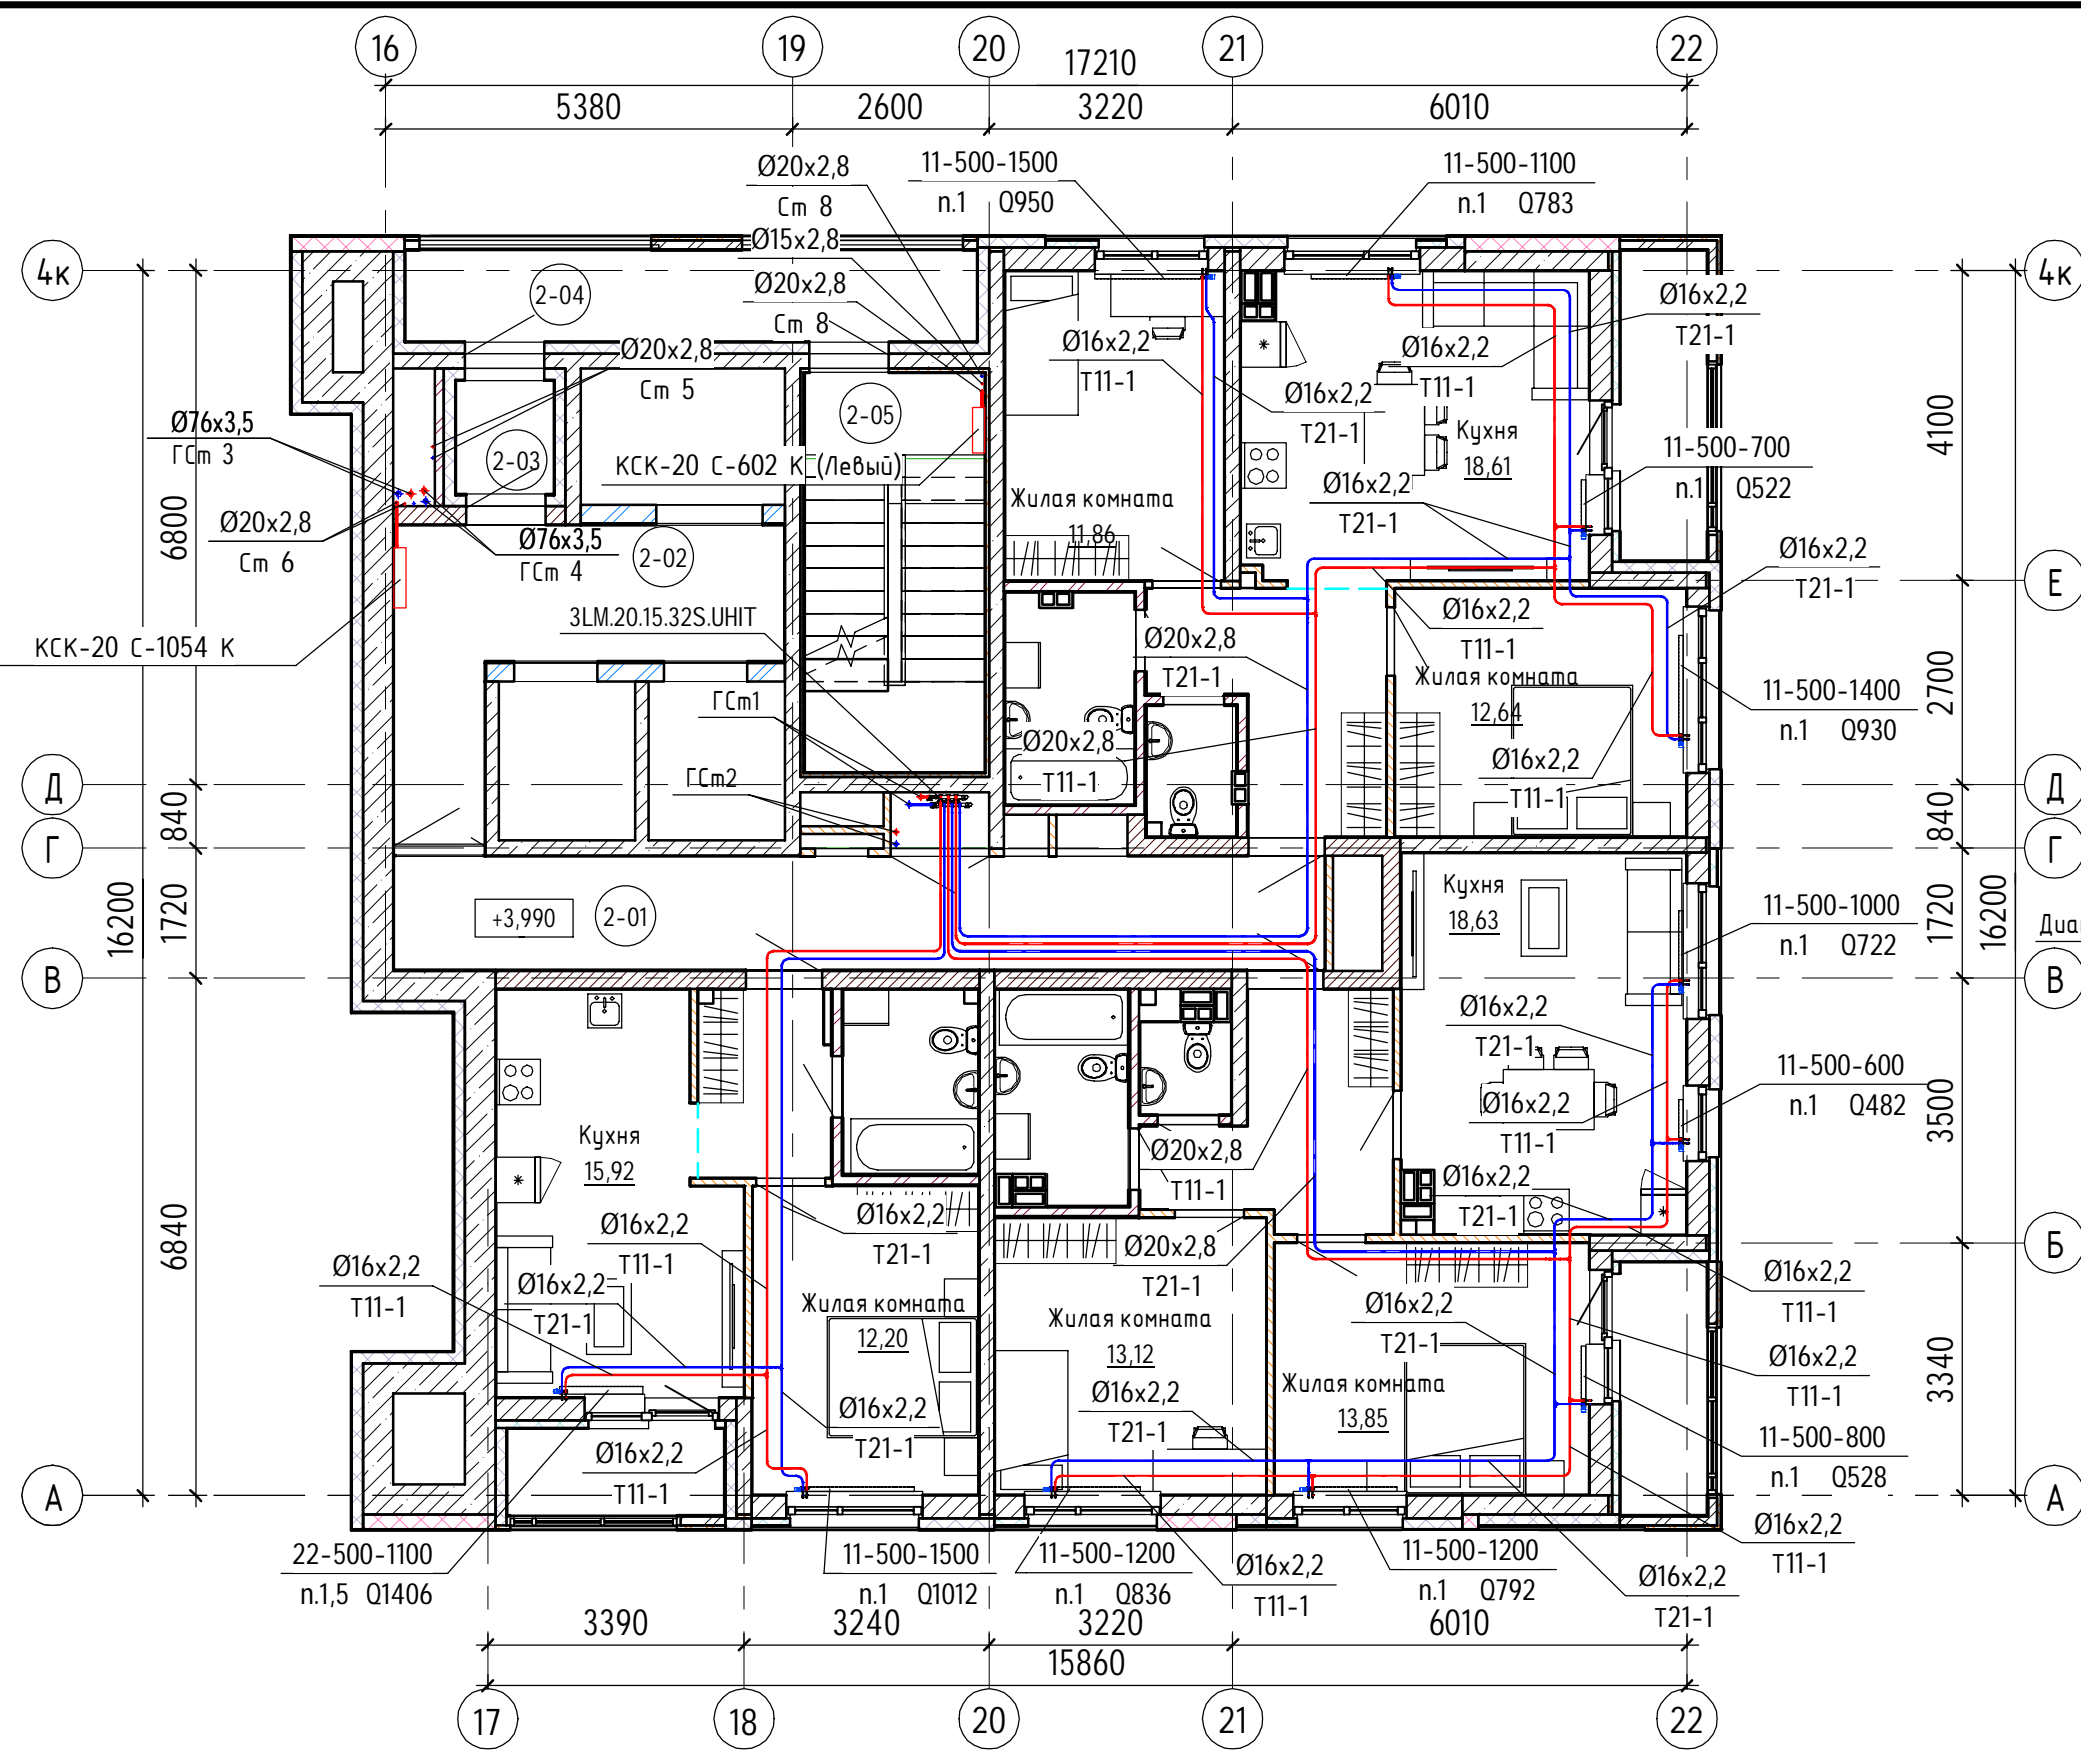 16
19
20
21
22
17210
5380
2600
3220
6010
Ø20x2,8
Ст 8
11-500-1500
п.1 Q950
11-500-1100
п.1 Q783
Ø15x2,8
Ø20x2,8
Ст 8
4к
4к
2-04
Ø16x2,2
Т21-1
Ø20x2,8
Ст 5
Ø16x2,2
Т11-1
Ø16x2,2
Т11-1
Ø16x2,2
Т21-1
2-05
Ø76x3,5
ГСт 3
2-03
КСК-20 С-602 К (Левый)
Кухня
18,61
4100
11-500-700
п.1 Q522
Жилая комната
11,86
Ø16x2,2
Т21-1
6800
Ø20x2,8
Ст 6
Ø76x3,5
ГСт 4
2-02
Ø16x2,2
Т21-1
Е
3LM.20.15.32S.UHIT
Ø16x2,2
Т11-1
КСК-20 С-1054 К
Ø20x2,8
Т21-1
Жилая комната
12,64
11-500-1400
п.1 Q930
2700
ГСт1
Ø20x2,8
Т11-1
Ø16x2,2
Т11-1
ГСт2
Д
Д
840
840
Г
Г
Кухня
18,63
+3,990
2-01
16200
1720
11-500-1000
п.1 Q722
1720
16200
Диа
В
В
Ø16x2,2
Т21-1
11-500-600
п.1 Q482
Ø16x2,2
Т11-1
3500
Кухня
15,92
Ø20x2,8
Т11-1
Ø16x2,2
Т21-1
6840
Ø16x2,2
Т11-1
Ø16x2,2
Т21-1
Ø20x2,8
Т21-1
Б
Ø16x2,2
Т11-1
Ø16x2,2
Т21-1
Ø16x2,2
Т11-1
Жилая комната
12,20
Жилая комната
13,12
Ø16x2,2
Т21-1
Ø16x2,2
Т11-1
3340
Жилая комната
13,85
Ø16x2,2
Т21-1
Ø16x2,2
Т21-1
11-500-800
п.1 Q528
Ø16x2,2
Т11-1
А
А
Ø16x2,2
Т11-1
22-500-1100
п.1,5 Q1406
11-500-1500
п.1 Q1012
11-500-1200
п.1 Q836
Ø16x2,2
Т11-1
11-500-1200
п.1 Q792
Ø16x2,2
Т21-1
3390
3240
3220
6010
15860
17
18
20
21
22